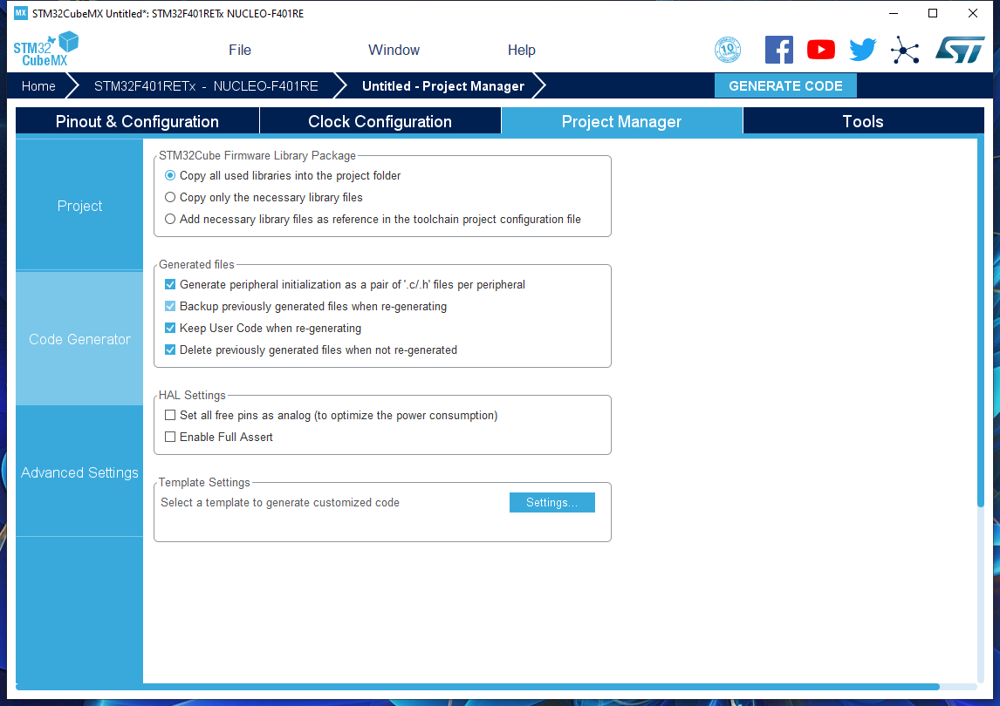 MX STM32CubeMX Untitled*: STM32F401RETx NUCLEO-F401RE
STM32 CubeMX
File Window Help
10
ST
Home STM32F401RETx - NUCLEO-F401RE Untitled - Project Manager GENERATE CODE
Pinout & Configuration Clock Configuration Project Manager Tools
Project
Code Generator
Advanced Settings
STM32Cube Firmware Library Package
Copy all used libraries into the project folder
Copy only the necessary library files
Add necessary library files as reference in the toolchain project configuration file
Generated files
Generate peripheral initialization as a pair of '.c/.h' files per peripheral
Backup previously generated files when re-generating
Keep User Code when re-generating
Delete previously generated files when not re-generated
HAL Settings
Set all free pins as analog (to optimize the power consumption)
Enable Full Assert
Template Settings
Select a template to generate customized code Settings...